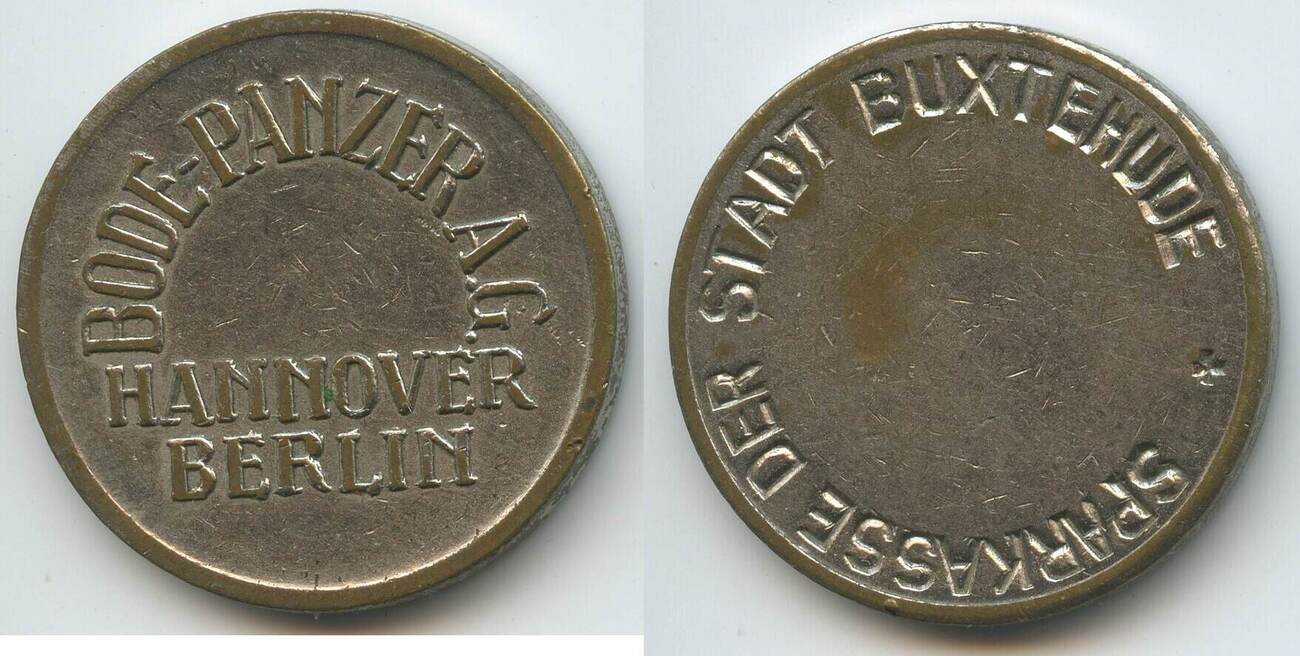 BODE-PANZER A.G.
HANNOVER
BERLIN
SPARKASSE DER STADT BUXTEHUDE *